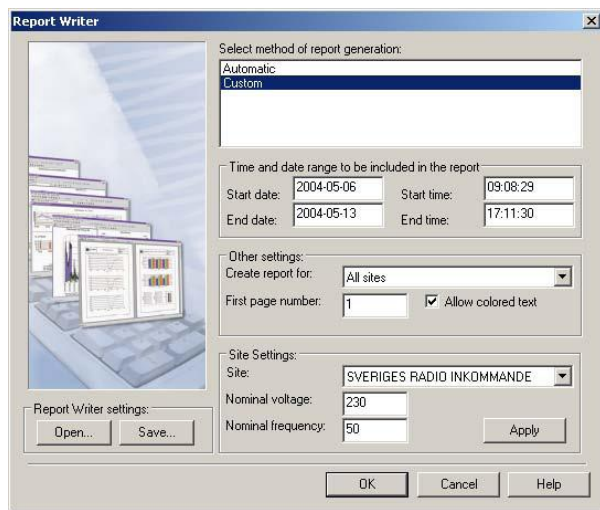 Report Writer
Select method of report generation:
Automatic
Custom
Time and date range to be included in the report
Start date: 2004-05-06 Start time: 09:08:29
End date: 2004-05-13 End time: 17:11:30
Other settings:
Create report for: All sites
First page number: 1 Allow colored text
Site Settings:
Site: SVERIGES RADIO INKOMMANDE
Nominal voltage: 230
Nominal frequency: 50 Apply
Report Writer settings:
Open... Save...
OK Cancel Help